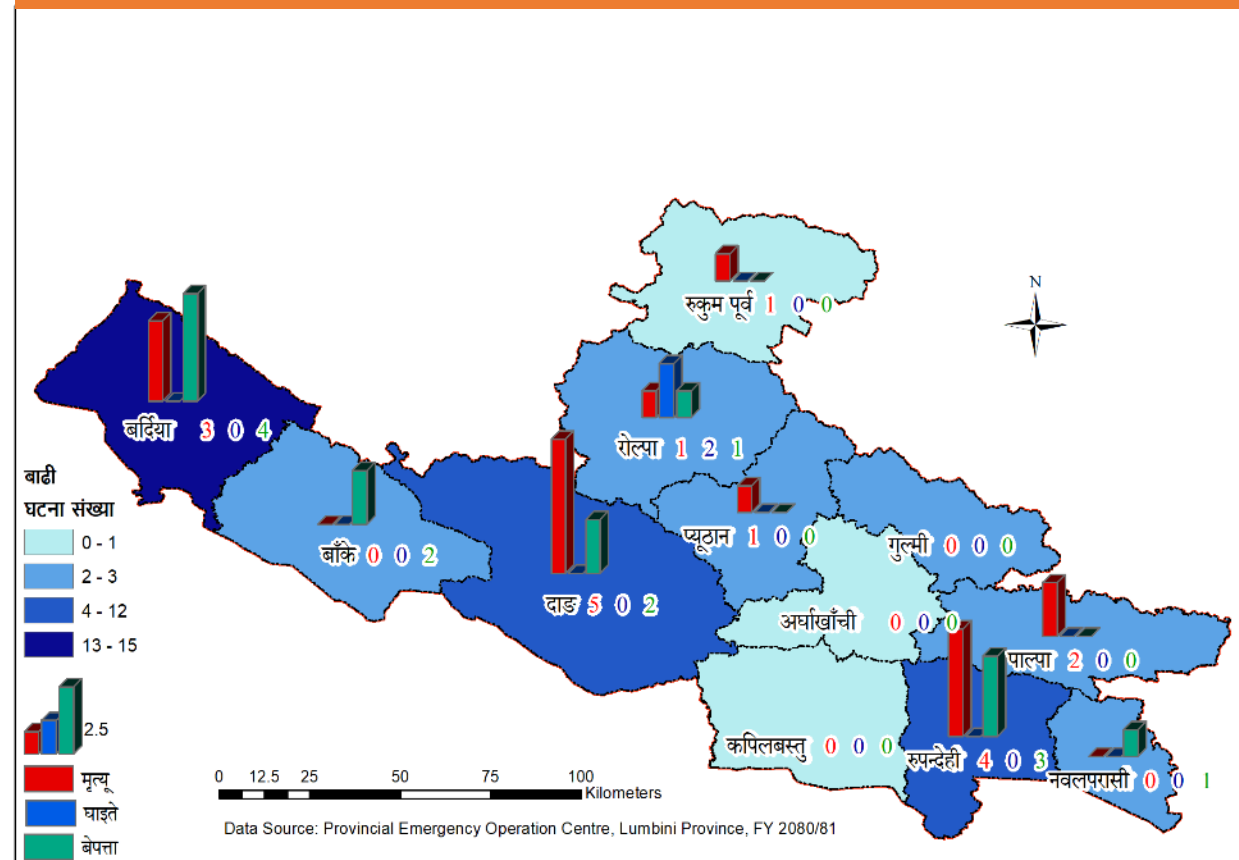 N
रुकुम पूर्व 1 0 0
रोल्पा 1 2 1
बर्दिया 3 0 4
प्यूठान 1 0 0
गुल्मी 0 0 0
बाँके 0 0 2
दाङ 5 0 2
अर्घाखाँची 0 0 0
पाल्पा 2 0 0
कपिलबस्तु 0 0 0
रुपन्देही 4 0 3
नवलपरासी 0 0 1
बाढी
घटना संख्या
0 - 1
2 - 3
4 - 12
13 - 15
2.5
मृत्यू
घाइते
बेपत्ता
0 12.5 25 50 75 100
Kilometers
Data Source: Provincial Emergency Operation Centre, Lumbini Province, FY 2080/81